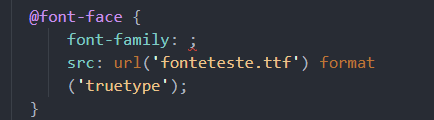 @font-face {
font-family: ;
src: url('fonteteste.ttf') format
('truetype');
}